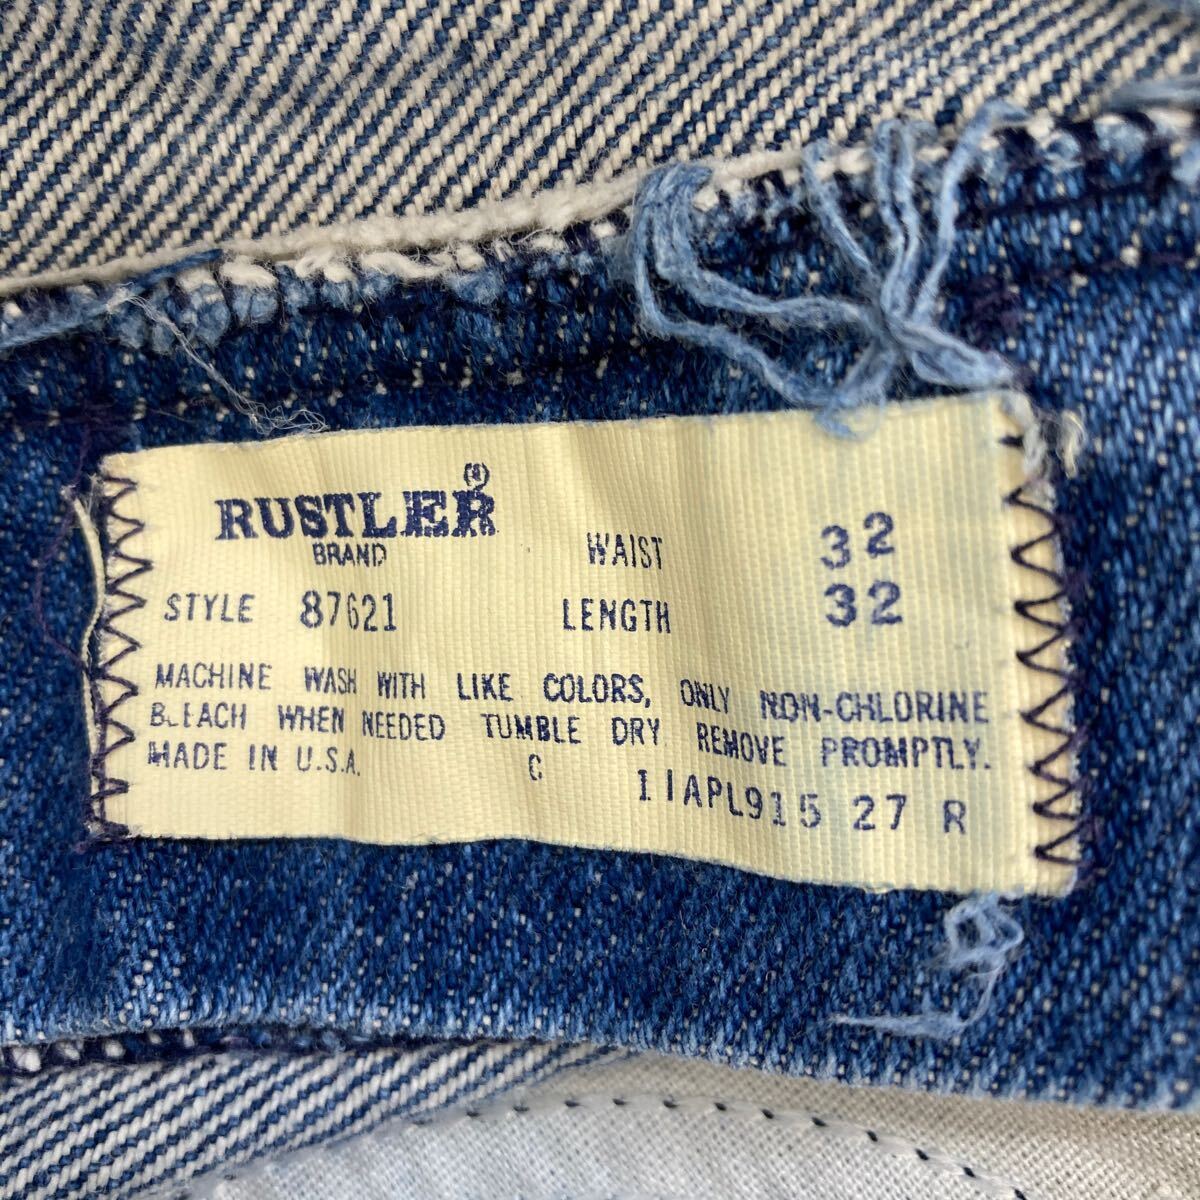 RUSTLER®
BRAND
WAIST 32
STYLE 87621 LENGTH 32
MACHINE WASH WITH LIKE COLORS, ONLY NON-CHLORINE
BLEACH WHEN NEEDED TUMBLE DRY. REMOVE PROMPTLY.
MADE IN U.S.A. C 11APL915 27 R